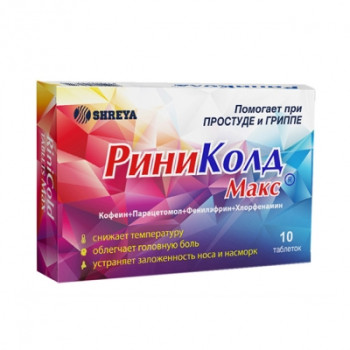 SHREYA
Помогает при
ПРОСТУДЕ и ГРИППЕ
РиниКолд
Макс®
Кофеин+Парацетамол+Фенилэфрин+Хлорфенамин
снижает температуру
облегчает головную боль
устраняет заложенность носа и насморк
10
таблеток
RiniCold